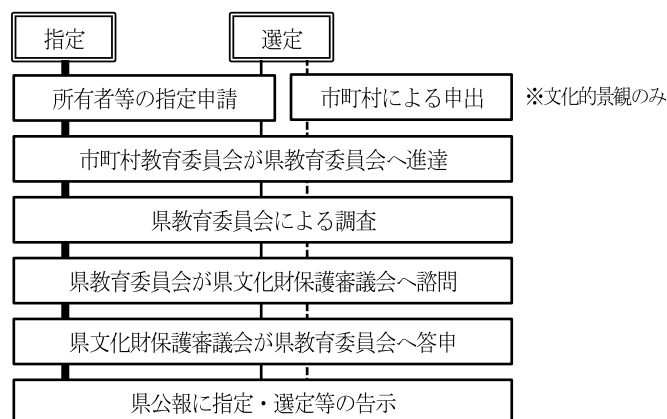 指定
選定
所有者等の指定申請
市町村による申出
※文化的景観のみ
市町村教育委員会が県教育委員会へ進達
県教育委員会による調査
県教育委員会が県文化財保護審議会へ諮問
県文化財保護審議会が県教育委員会へ答申
県公報に指定・選定等の告示